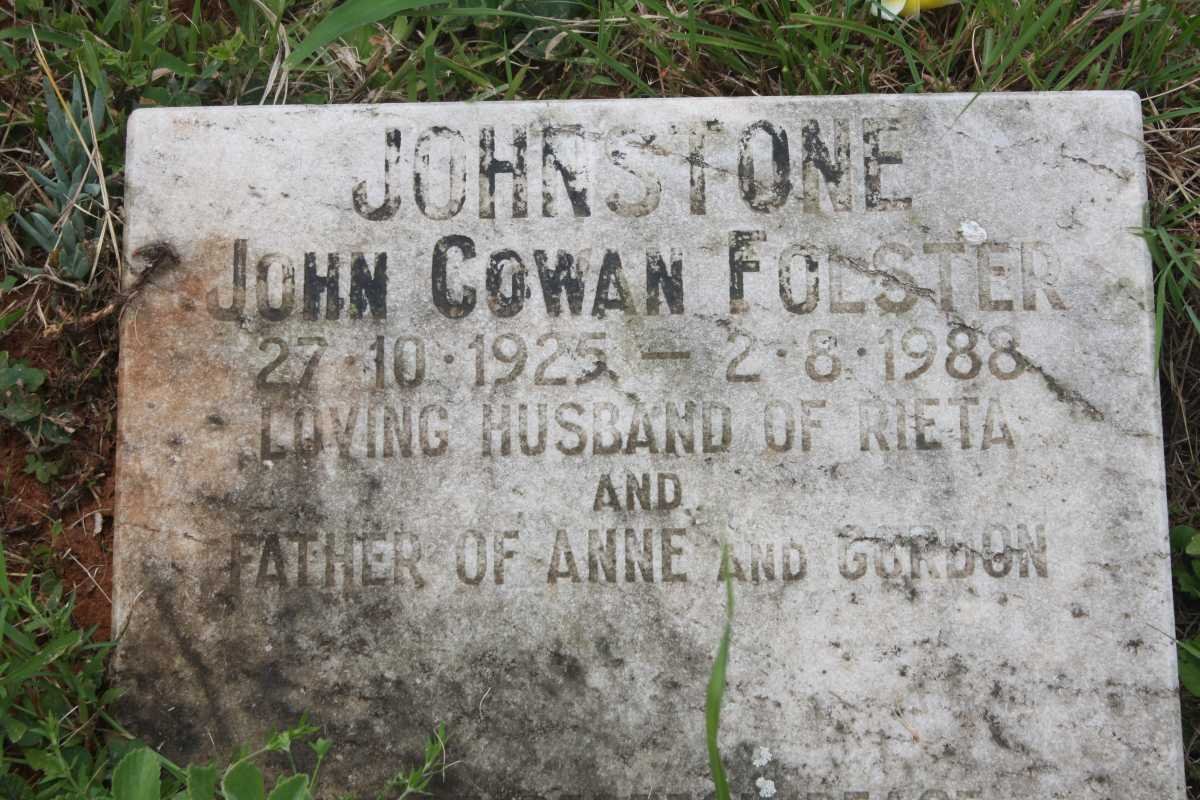 JOHNSTONE
JOHN COWAN FOLSTER
27·10·1925 — 2·8·1988
LOVING HUSBAND OF RIETA
AND
FATHER OF ANNE AND GORDON